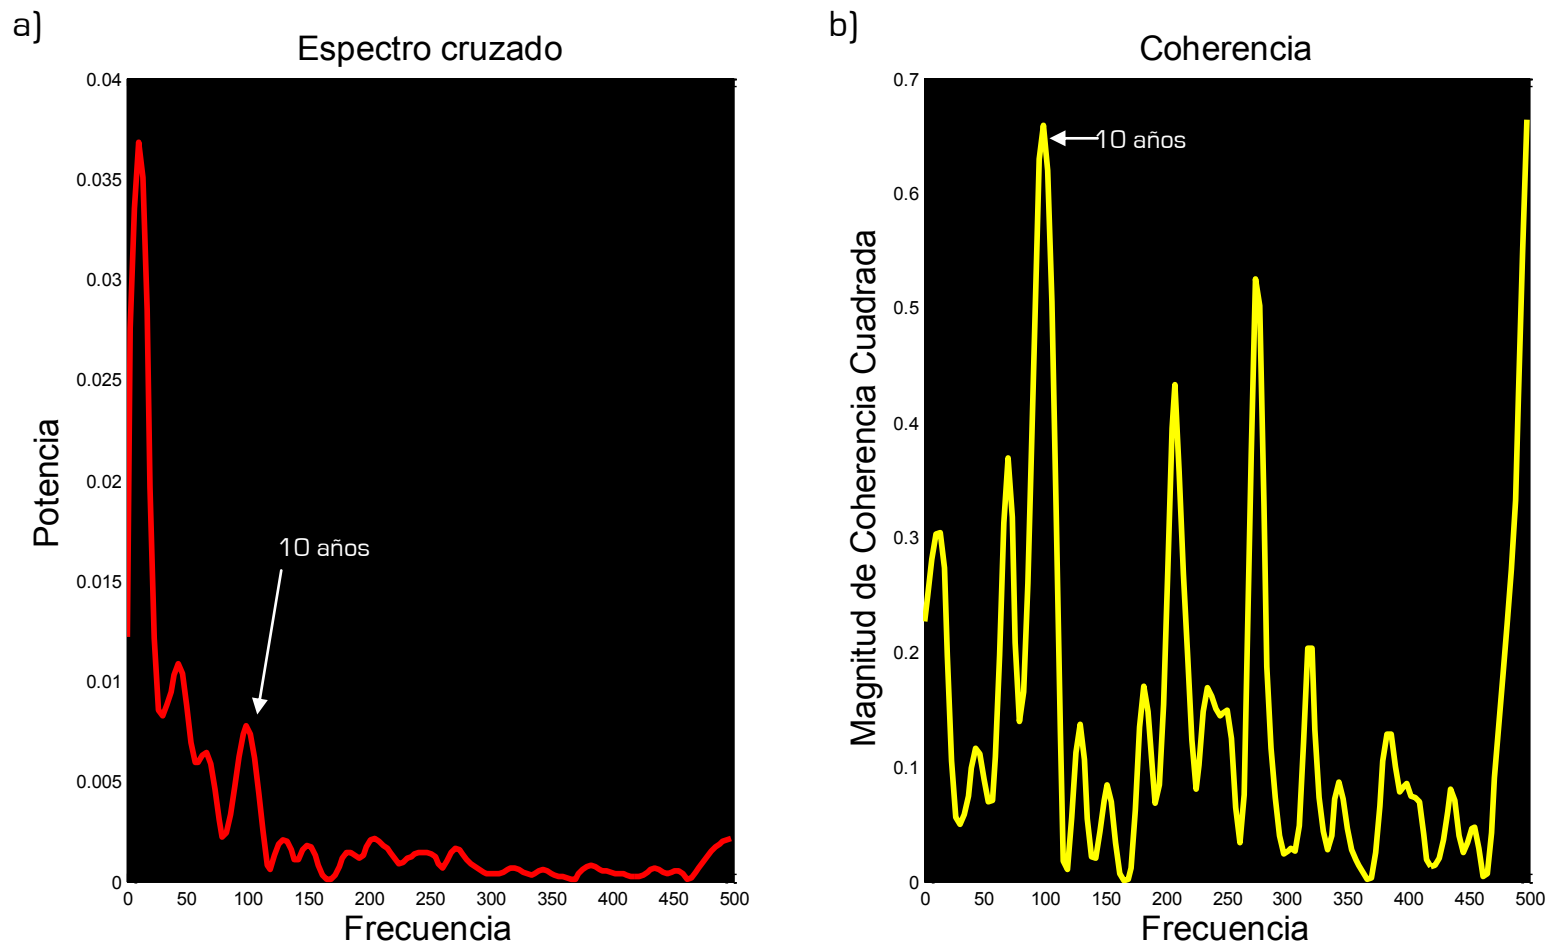 a)
Espectro cruzado
0.04
0.035
0.03
0.025
0.02
0.015
0.01
0.005
0
Potencia
10 años
0 50 100 150 200 250 300 350 400 450 500
Frecuencia
b)
Coherencia
0.7
0.6
0.5
0.4
0.3
0.2
0.1
0
Magnitud de Coherencia Cuadrada
10 años
0 50 100 150 200 250 300 350 400 450 500
Frecuencia